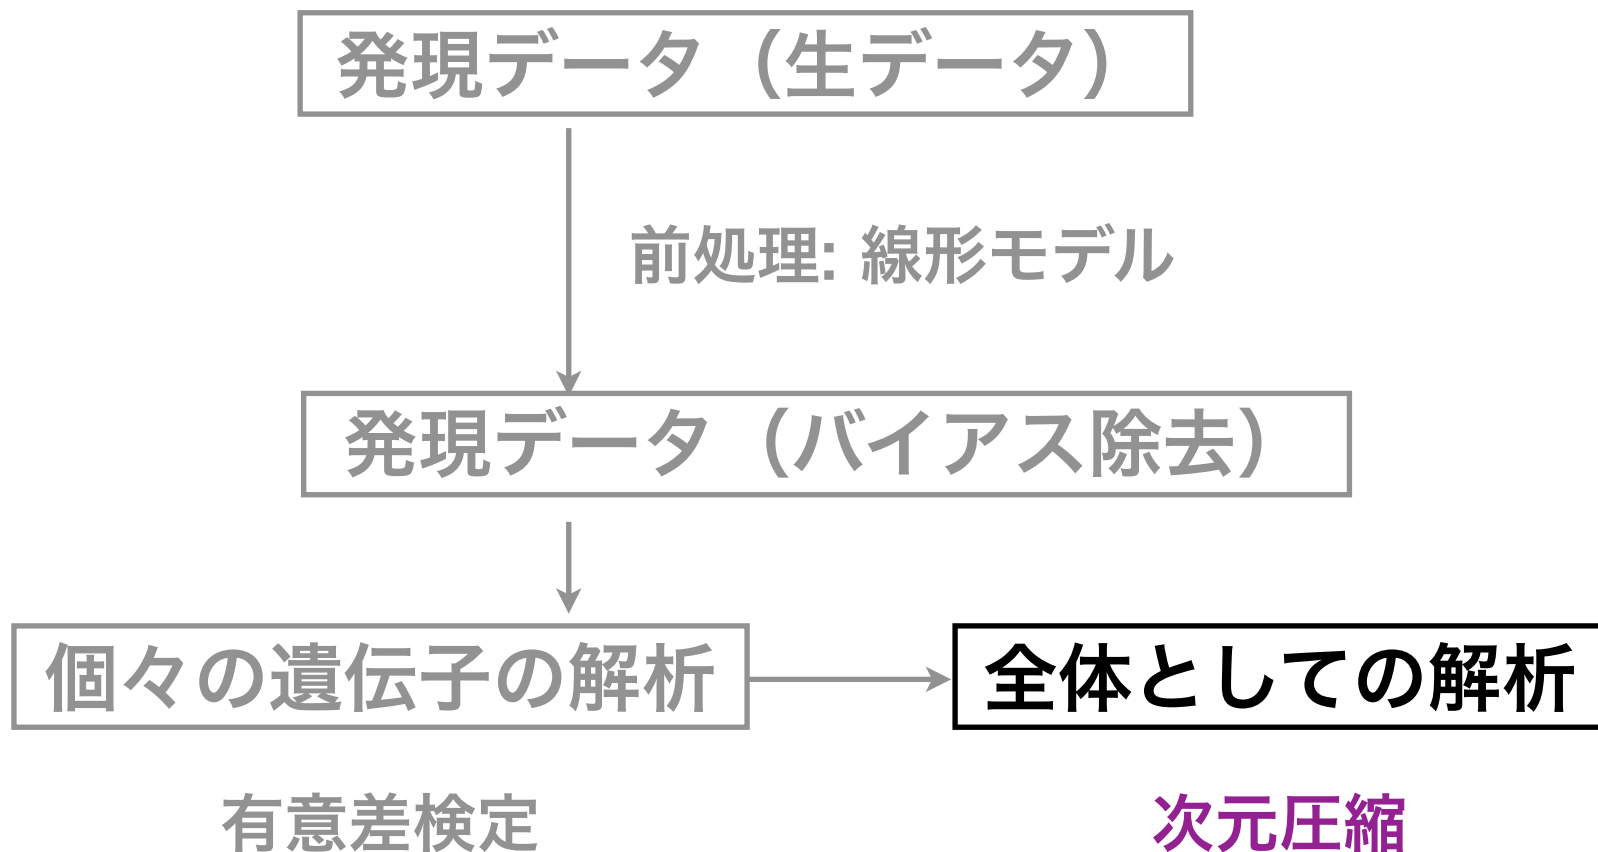 発現データ（生データ）
前処理: 線形モデル
発現データ（バイアス除去）
個々の遺伝子の解析
全体としての解析
有意差検定
次元圧縮